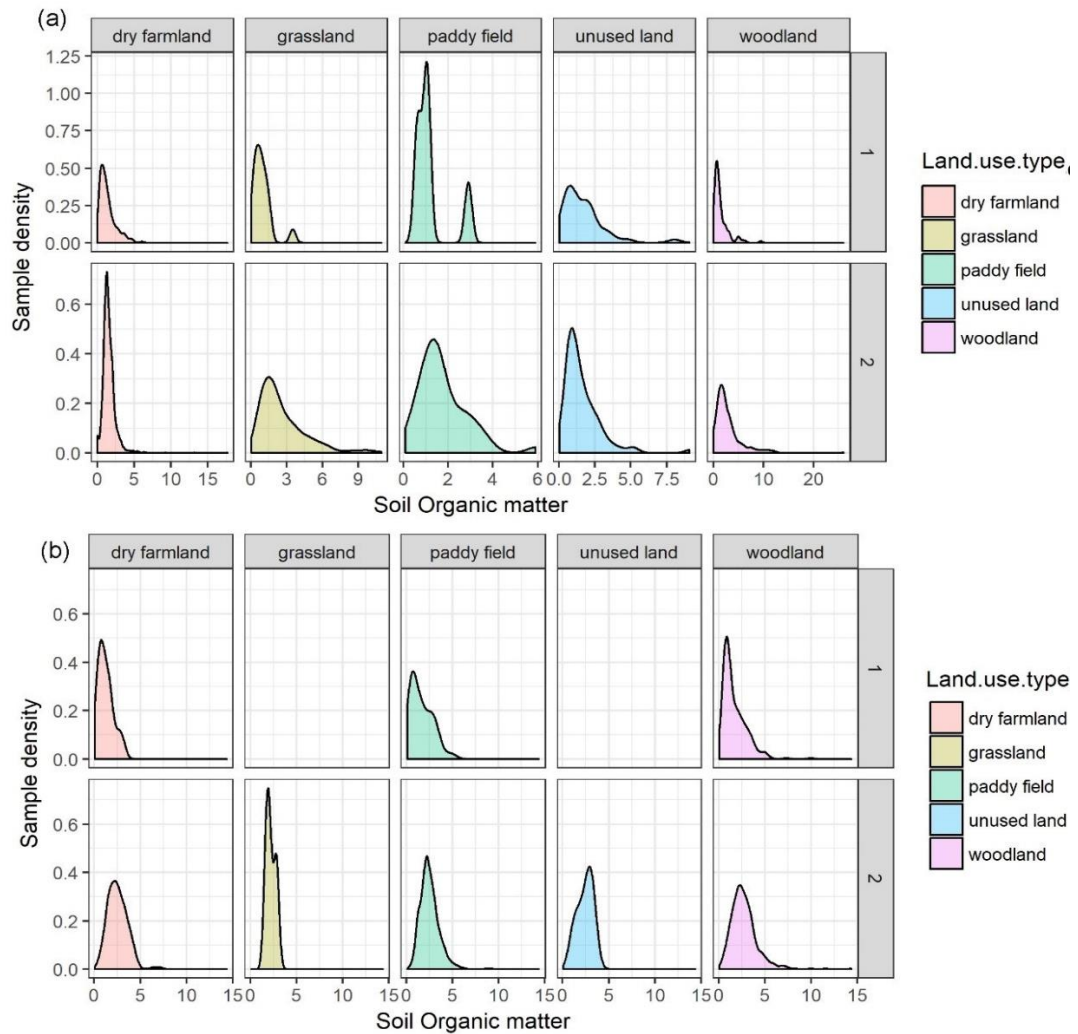 (a)
dry farmland grassland paddy field unused land woodland
1.25
1.00
0.75
0.50
0.25
0.00
1
0.6
0.4
0.2
0.0
2
Sample density
0 5 10 15 0 3 6 9 0 2 4 6 0.0 2.5 5.0 7.5 0 10 20
Soil Organic matter
Land.use.type
dry farmland
grassland
paddy field
unused land
woodland
(b)
dry farmland grassland paddy field unused land woodland
0.6
0.4
0.2
0.0
1
0.6
0.4
0.2
0.0
2
Sample density
0 5 10 15 0 5 10 15 0 5 10 15 0 5 10 15 0 5 10 15
Soil Organic matter
Land.use.type
dry farmland
grassland
paddy field
unused land
woodland